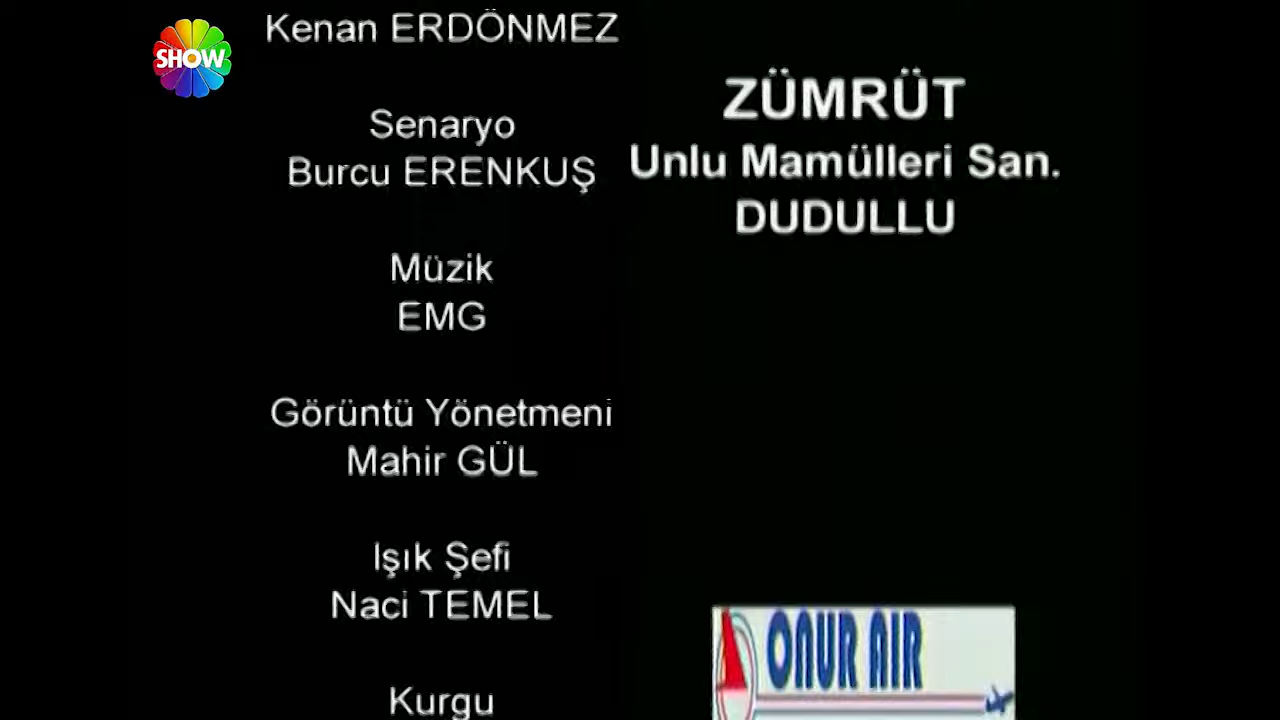 SHOW
Kenan ERDÖNMEZ
Senaryo
Burcu ERENKUŞ
Müzik
EMG
Görüntü Yönetmeni
Mahir GÜL
Işık Şefi
Naci TEMEL
Kurgu
ZÜMRÜT
Unlu Mamülleri San.
DUDULLU
ONUR AIR